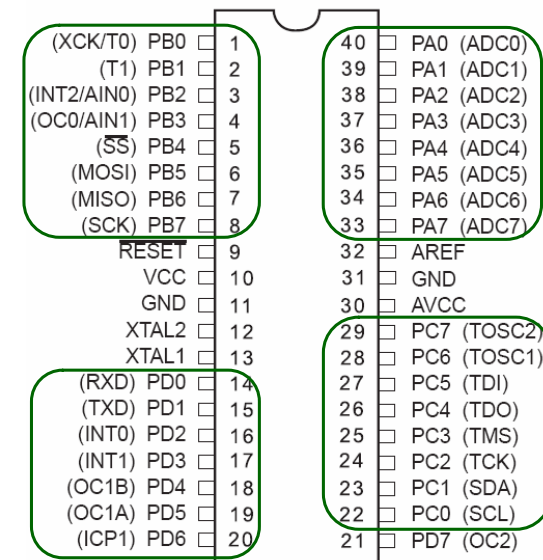 (XCK/T0) PB0 1 40 PA0 (ADC0)
(T1) PB1 2 39 PA1 (ADC1)
(INT2/AIN0) PB2 3 38 PA2 (ADC2)
(OC0/AIN1) PB3 4 37 PA3 (ADC3)
(SS) PB4 5 36 PA4 (ADC4)
(MOSI) PB5 6 35 PA5 (ADC5)
(MISO) PB6 7 34 PA6 (ADC6)
(SCK) PB7 8 33 PA7 (ADC7)
RESET 9 32 AREF
VCC 10 31 GND
GND 11 30 AVCC
XTAL2 12 29 PC7 (TOSC2)
XTAL1 13 28 PC6 (TOSC1)
(RXD) PD0 14 27 PC5 (TDI)
(TXD) PD1 15 26 PC4 (TDO)
(INT0) PD2 16 25 PC3 (TMS)
(INT1) PD3 17 24 PC2 (TCK)
(OC1B) PD4 18 23 PC1 (SDA)
(OC1A) PD5 19 22 PC0 (SCL)
(ICP1) PD6 20 21 PD7 (OC2)